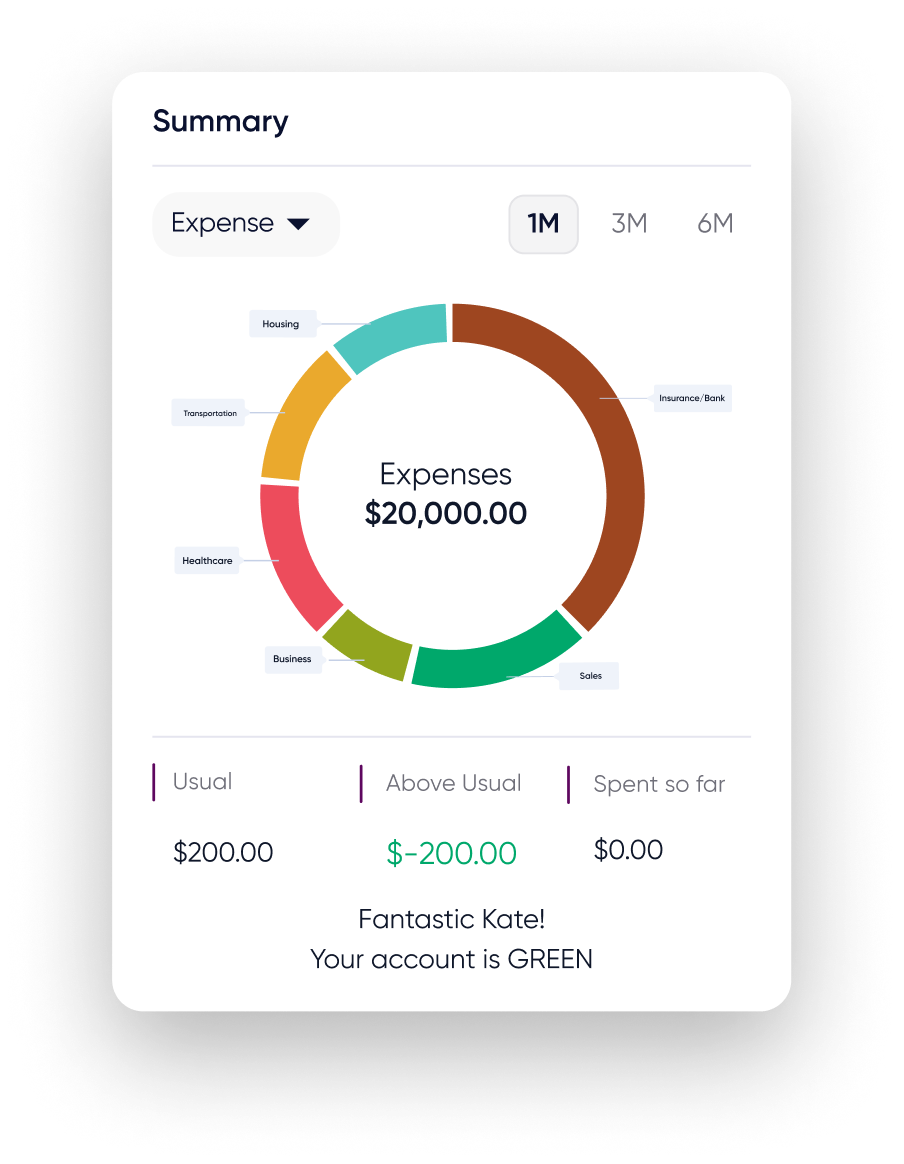 Summary
Expense
1M 3M 6M
Housing
Insurance/Bank
Transportation
Expenses
$20,000.00
Healthcare
Business
Sales
Usual
Above Usual
Spent so far
$200.00
$-200.00
$0.00
Fantastic Kate!
Your account is GREEN